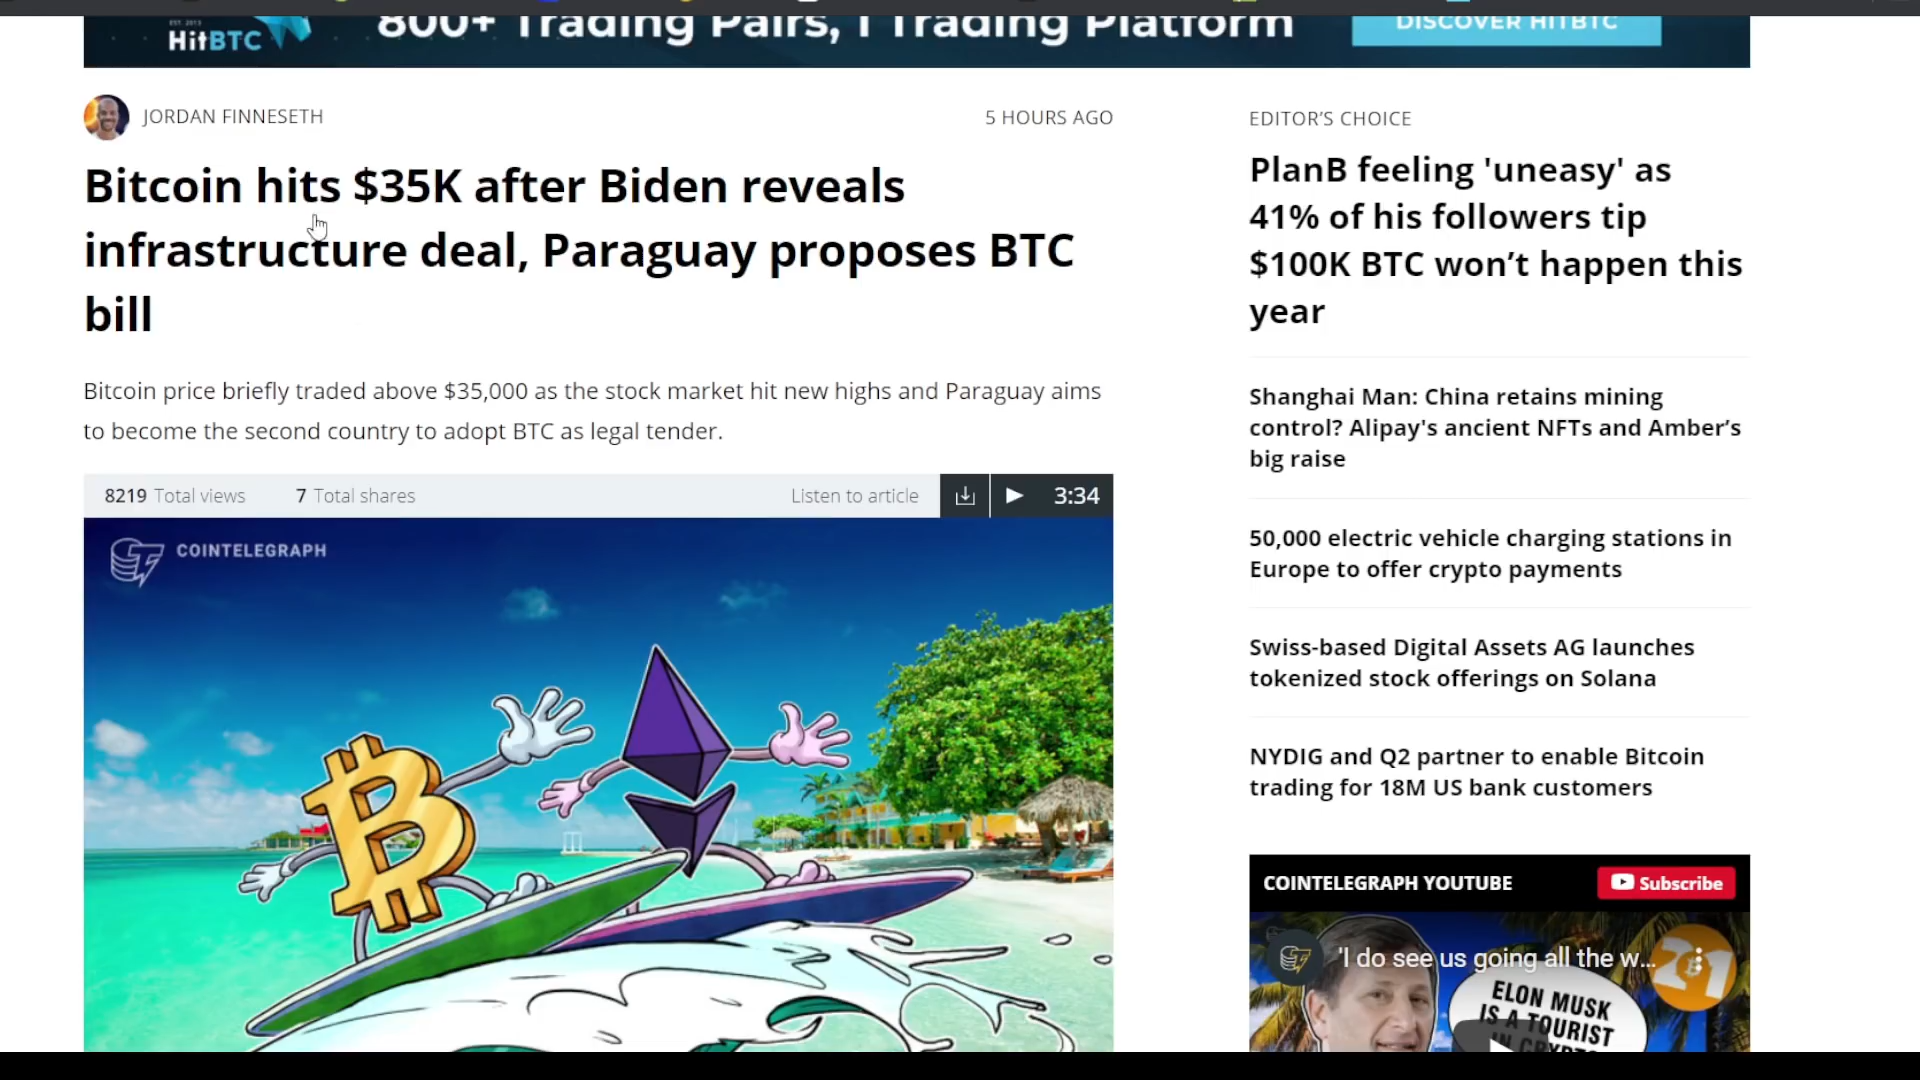 EST. 2013
HitBTC
800+ Trading Pairs, 1 Trading Platform
DISCOVER HITBTC
JORDAN FINNESETH
5 HOURS AGO
Bitcoin hits $35K after Biden reveals
infrastructure deal, Paraguay proposes BTC
bill
Bitcoin price briefly traded above $35,000 as the stock market hit new highs and Paraguay aims
to become the second country to adopt BTC as legal tender.
8219 Total views
7 Total shares
Listen to article
3:34
COINTELEGRAPH
EDITOR'S CHOICE
PlanB feeling 'uneasy' as
41% of his followers tip
$100K BTC won’t happen this
year
Shanghai Man: China retains mining
control? Alipay's ancient NFTs and Amber’s
big raise
50,000 electric vehicle charging stations in
Europe to offer crypto payments
Swiss-based Digital Assets AG launches
tokenized stock offerings on Solana
NYDIG and Q2 partner to enable Bitcoin
trading for 18M US bank customers
COINTELEGRAPH YOUTUBE
Subscribe
'I do see us going all the w...
21
ELON MUSK
IS A TOURIST
IN CRYPTO